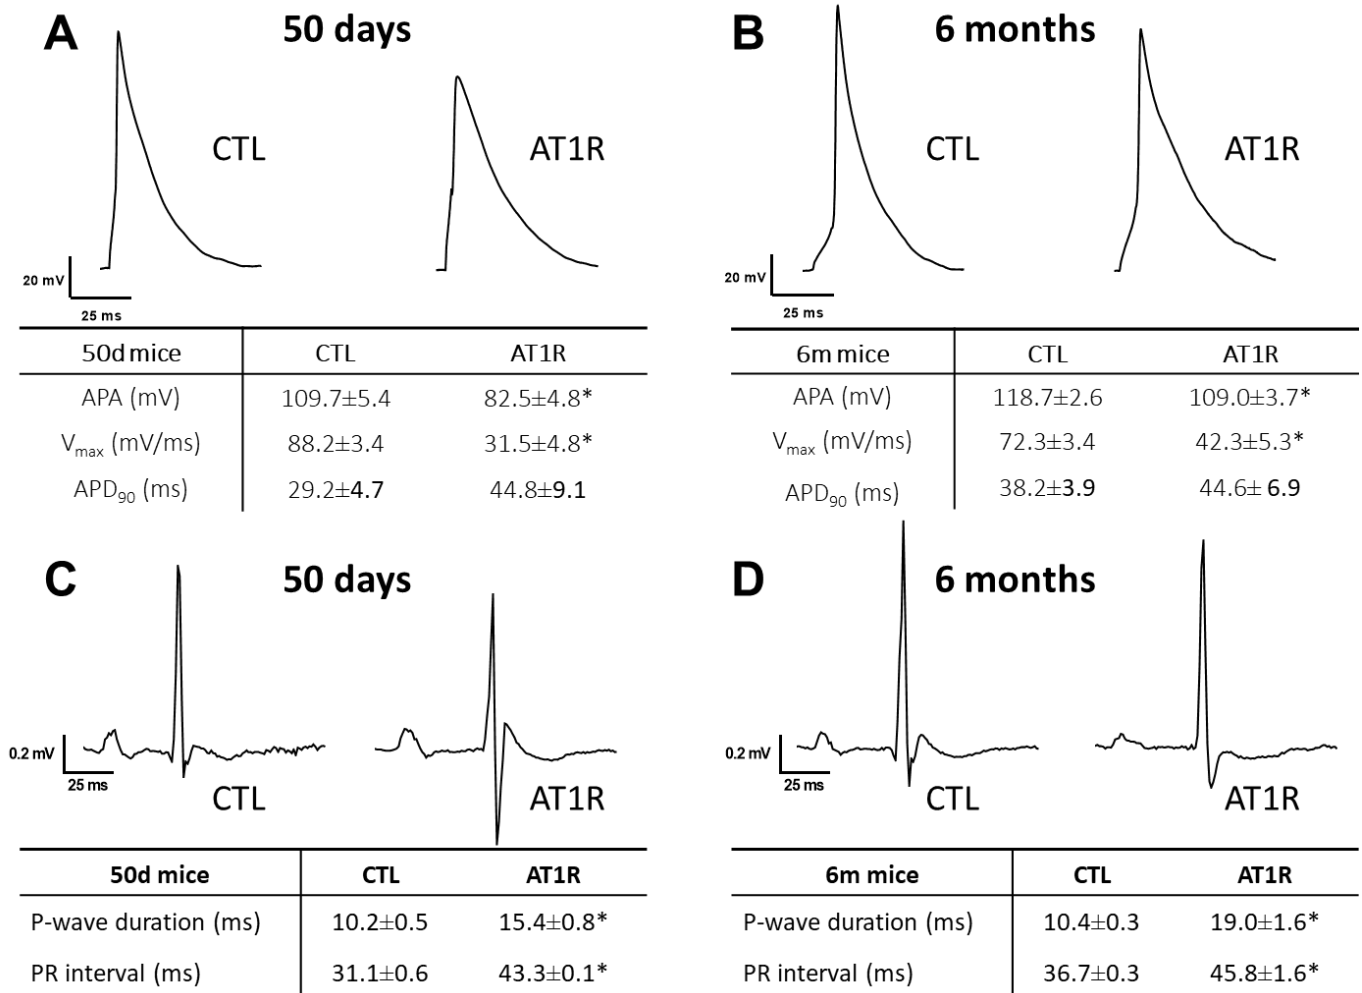 A 50 days
CTL
AT1R
20 mV
25 ms
50d mice CTL AT1R
APA (mV) 109.7±5.4 82.5±4.8*
Vmax (mV/ms) 88.2±3.4 31.5±4.8*
APD90 (ms) 29.2±4.7 44.8±9.1
B 6 months
CTL
AT1R
20 mV
25 ms
6m mice CTL AT1R
APA (mV) 118.7±2.6 109.0±3.7*
Vmax (mV/ms) 72.3±3.4 42.3±5.3*
APD90 (ms) 38.2±3.9 44.6± 6.9
C 50 days
0.2 mV
25 ms
CTL
AT1R
50d mice CTL AT1R
P-wave duration (ms) 10.2±0.5 15.4±0.8*
PR interval (ms) 31.1±0.6 43.3±0.1*
D 6 months
0.2 mV
25 ms
CTL
AT1R
6m mice CTL AT1R
P-wave duration (ms) 10.4±0.3 19.0±1.6*
PR interval (ms) 36.7±0.3 45.8±1.6*